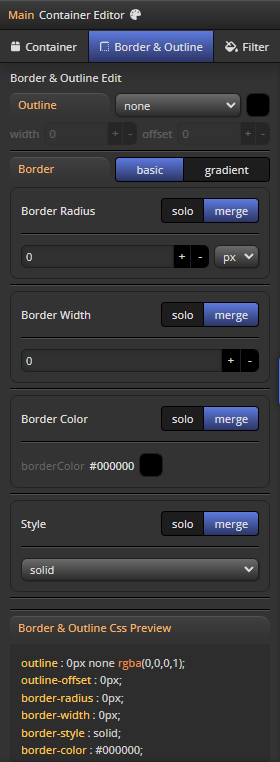 Main Container Editor
Container Border & Outline Filter
Border & Outline Edit
Outline none
width 0 + - offset 0 + -
Border basic gradient
Border Radius solo merge
0 + - px
Border Width solo merge
0 + -
Border Color solo merge
borderColor #000000
Style solo merge
solid
Border & Outline Css Preview
outline : 0px none rgba(0,0,0,1);
outline-offset : 0px;
border-radius : 0px;
border-width : 0px;
border-style : solid;
border-color : #000000;